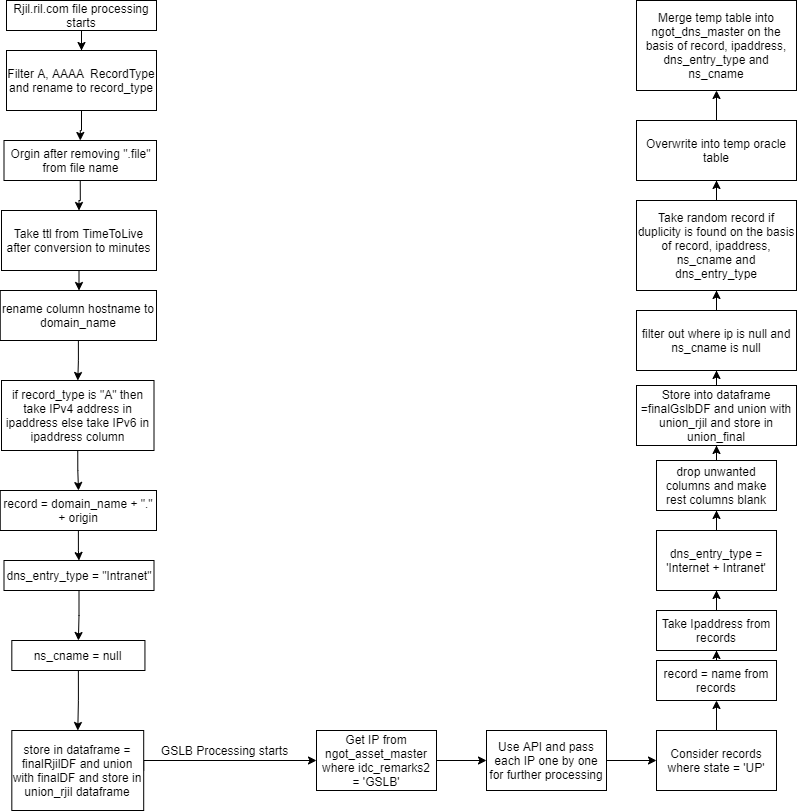 Rjil.ril.com file processing
starts
Filter A, AAAA  RecordType
and rename to record_type
Orgin after removing ".file"
from file name
Take ttl from TimeToLive
after conversion to minutes
rename column hostname to
domain_name
if record_type is "A" then
take IPv4 address in
ipaddress else take IPv6 in
ipaddress column
record = domain_name + "."
+ origin
dns_entry_type = "Intranet"
ns_cname = null
store in dataframe =
finalRjilDF and union
with finalDF and store in
union_rjil dataframe
GSLB Processing starts
Get IP from
ngot_asset_master
where idc_remarks2
= 'GSLB'
Use API and pass
each IP one by one
for further processing
Consider records
where state = 'UP'
record = name from
records
Take Ipaddress from
records
dns_entry_type =
'Internet + Intranet'
drop unwanted
columns and make
rest columns blank
Store into dataframe
=finalGslbDF and union with
union_rjil and store in
union_final
filter out where ip is null and
ns_cname is null
Take random record if
duplicity is found on the basis
of record, ipaddress,
ns_cname and
dns_entry_type
Overwrite into temp oracle
table
Merge temp table into
ngot_dns_master on the
basis of record, ipaddress,
dns_entry_type and
ns_cname